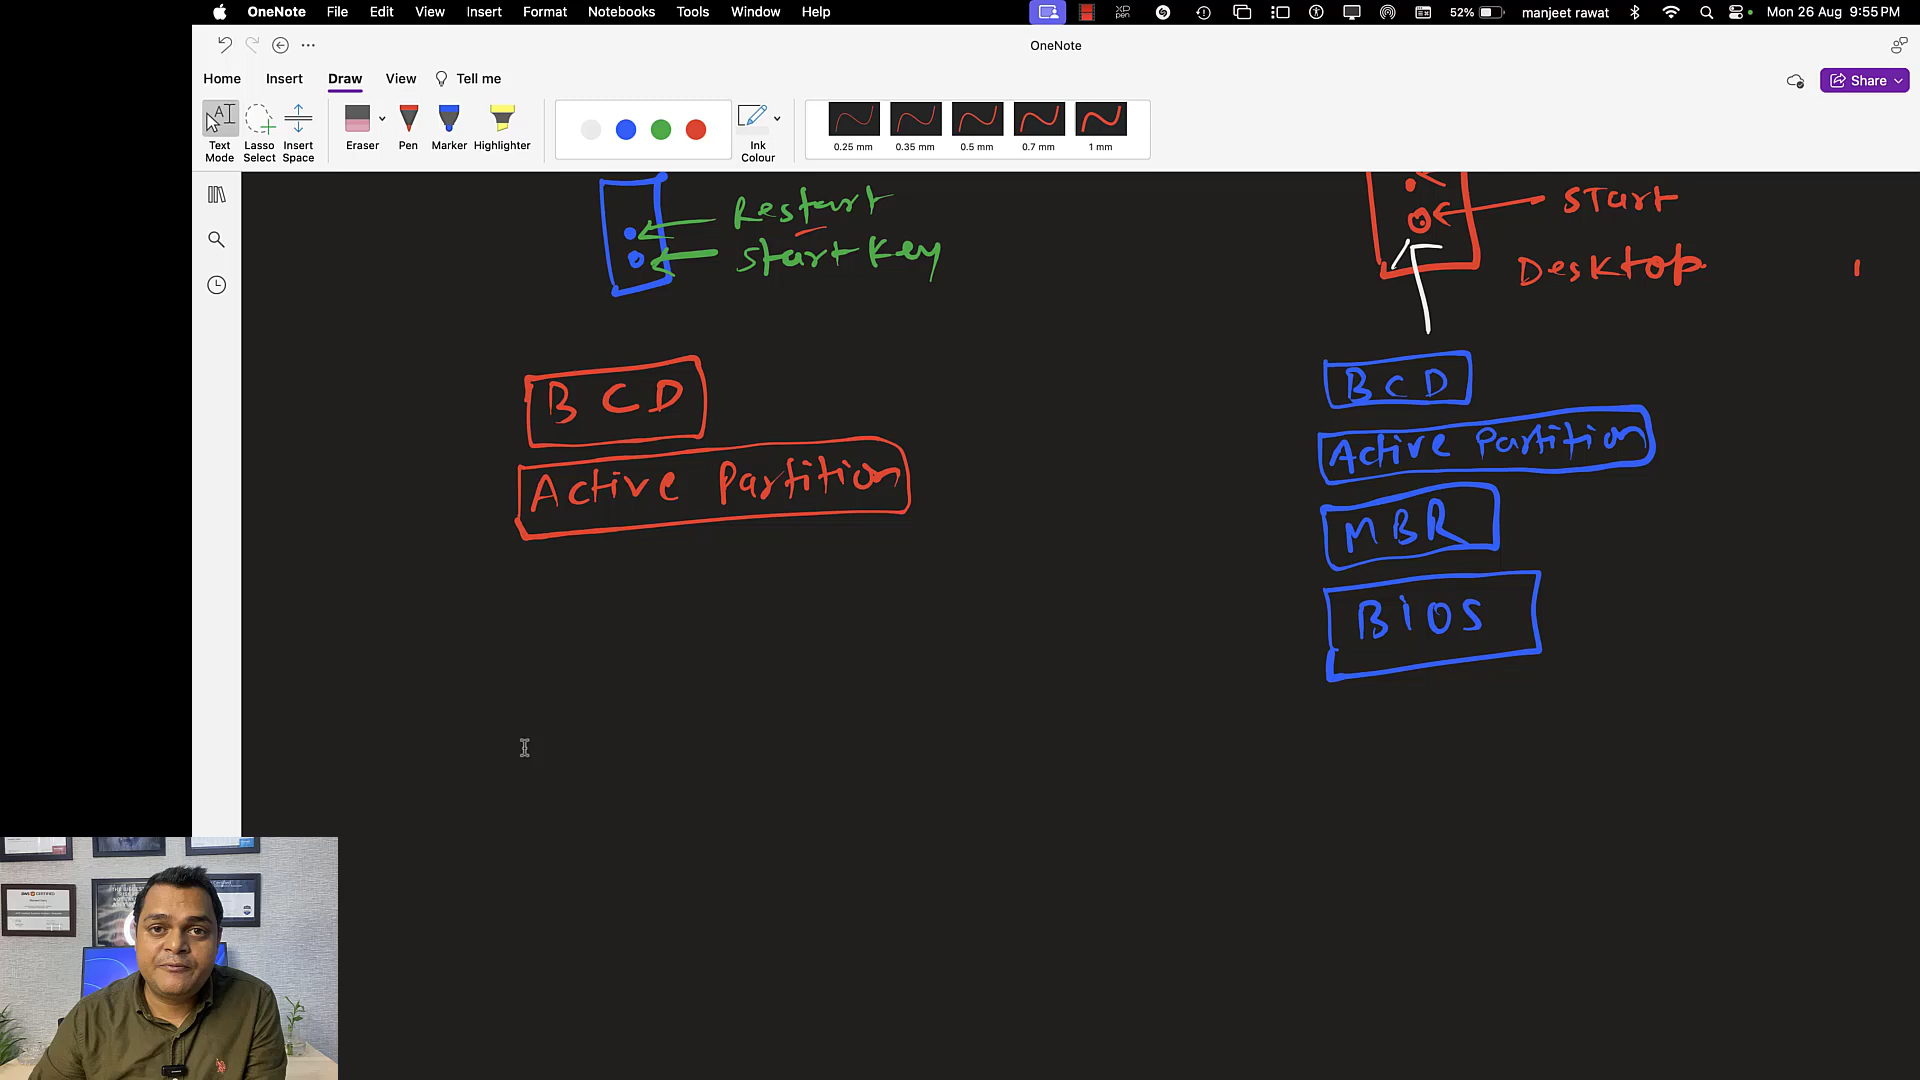 OneNote File Edit View Insert Format Notebooks Tools Window Help
XD pen 52% manjeet rawat Mon 26 Aug 9:55 PM
OneNote
Home Insert Draw View Tell me
Share
Text Mode
Lasso Select
Insert Space
Eraser
Pen
Marker
Highlighter
Ink Colour
0.25 mm 0.35 mm 0.5 mm 0.7 mm 1 mm
Restart
Start Key
Start
Desktop
BCD
Active Partition
BCD
Active Partition
MBR
BIOS